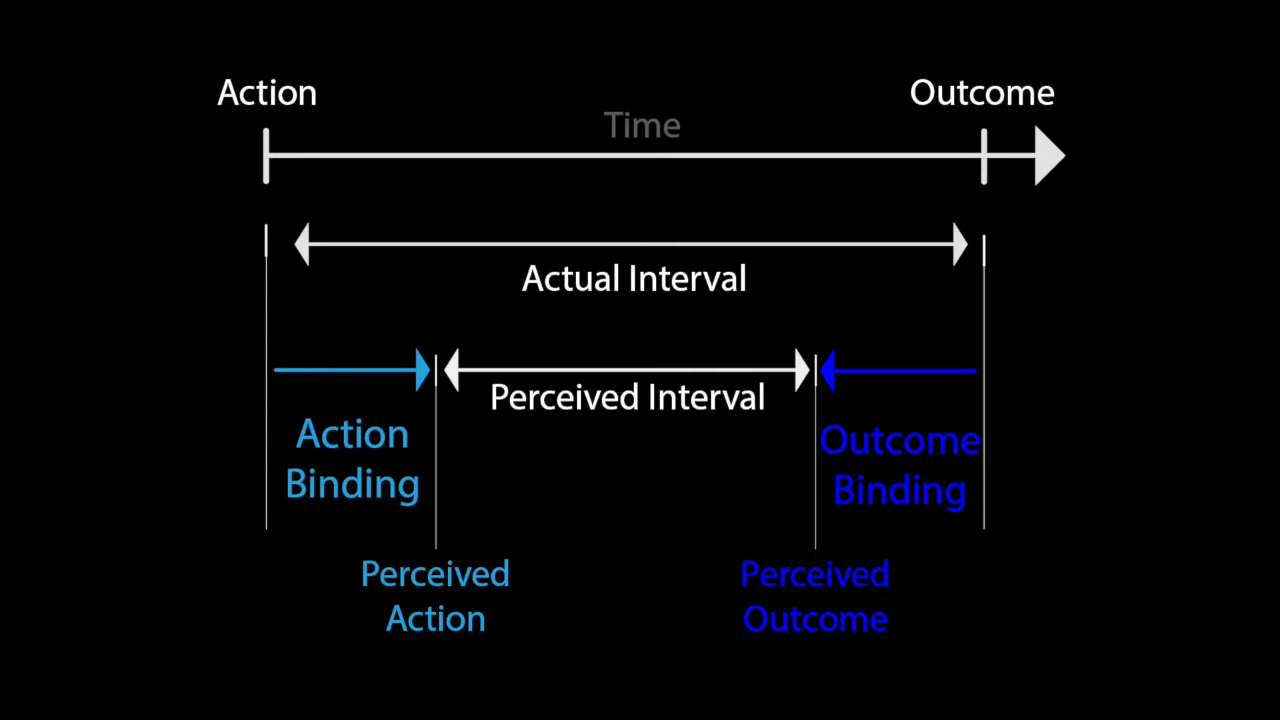 Action
Outcome
Time
Actual Interval
Perceived Interval
Action
Binding
Outcome
Binding
Perceived
Action
Perceived
Outcome